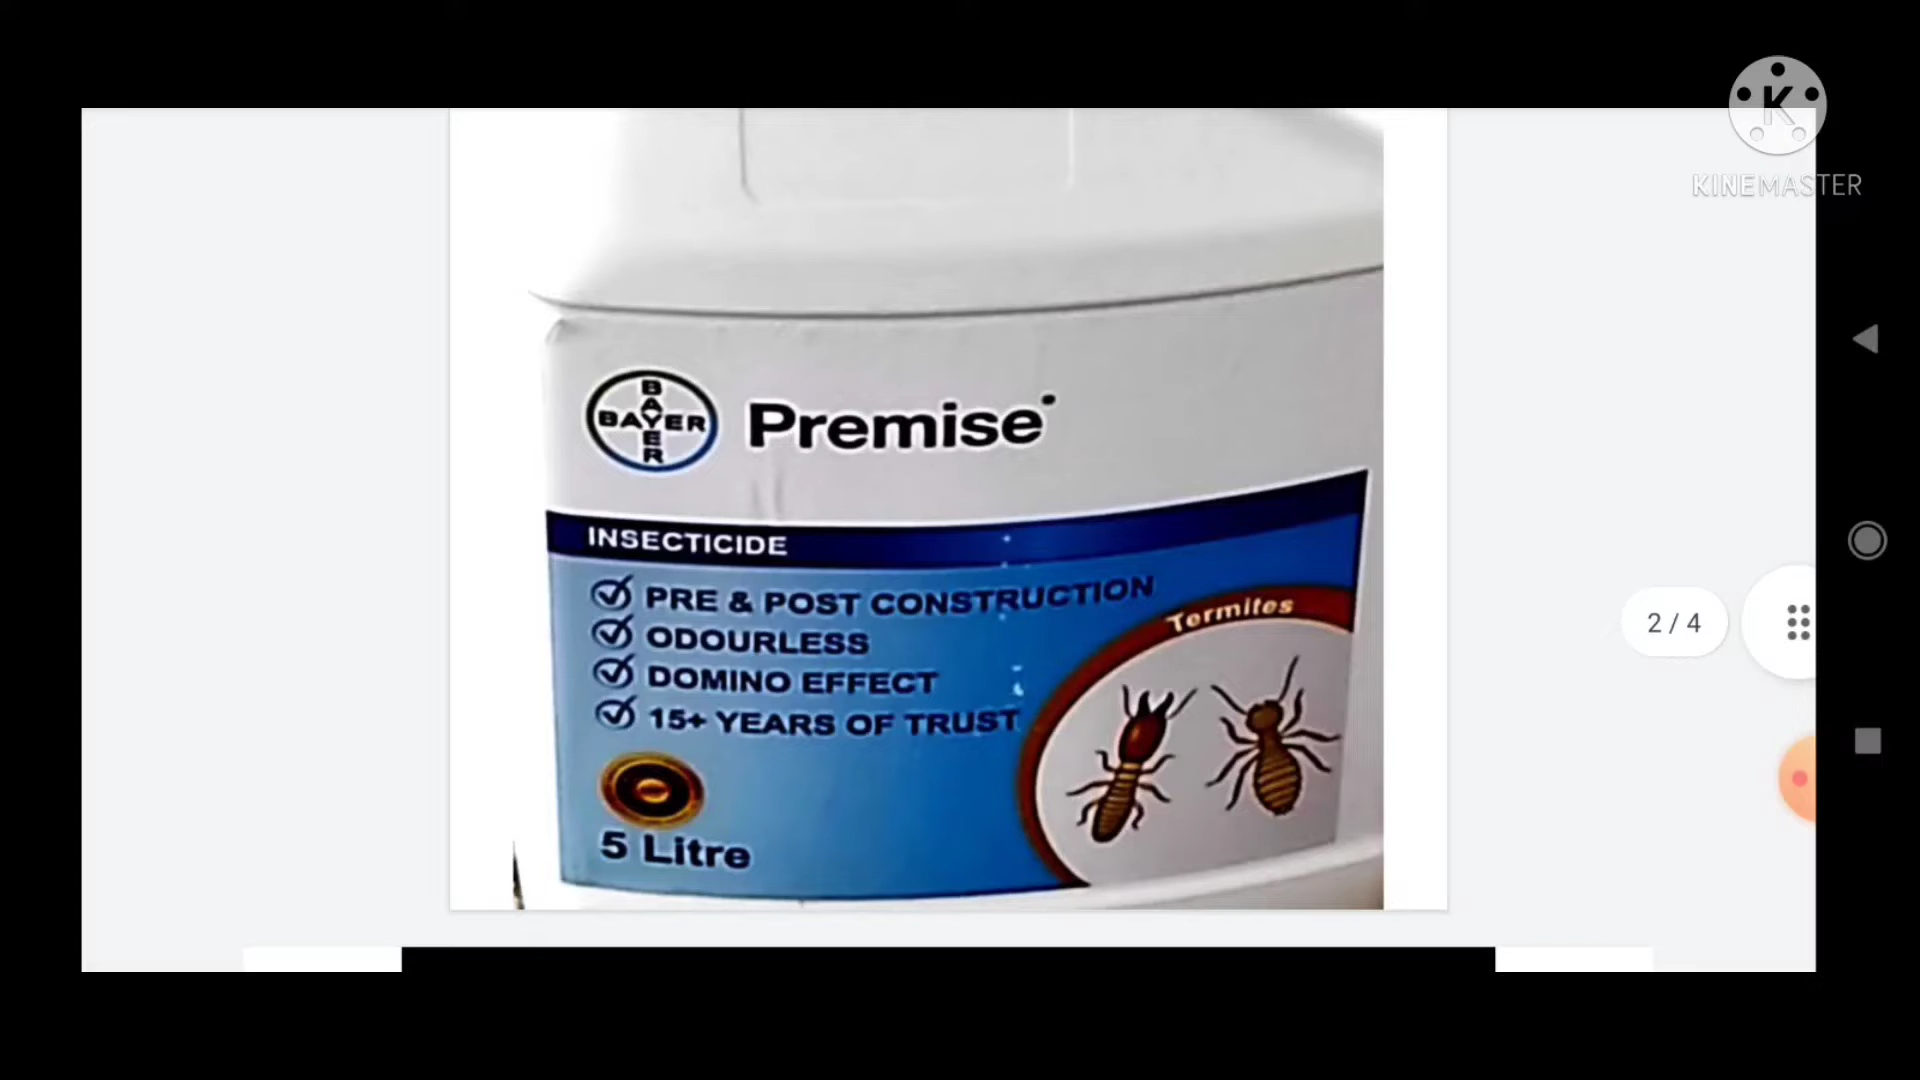 K
KINEMASTER
BAYER
BAYER
Premise
INSECTICIDE
PRE & POST CONSTRUCTION
ODOURLESS
DOMINO EFFECT
15+ YEARS OF TRUST
Termites
5 Litre
2 / 4